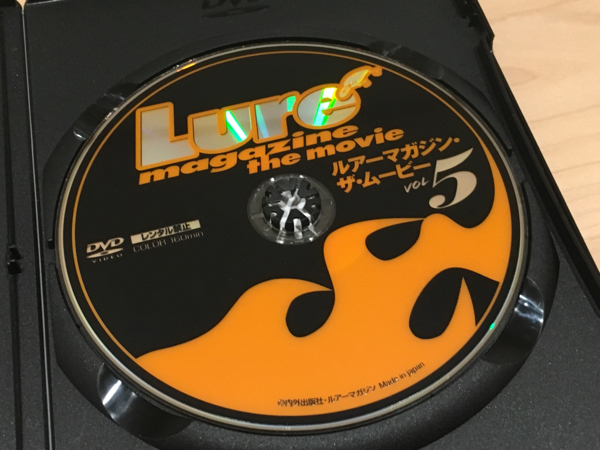 DVD
Lure
magazine
the movie
ルアーマガジン・
ザ・ムービー
VOL 5
DVD
VIDEO
レンタル禁止
COLOR 160min
©内外出版社・ルアーマガジン Made in Japan